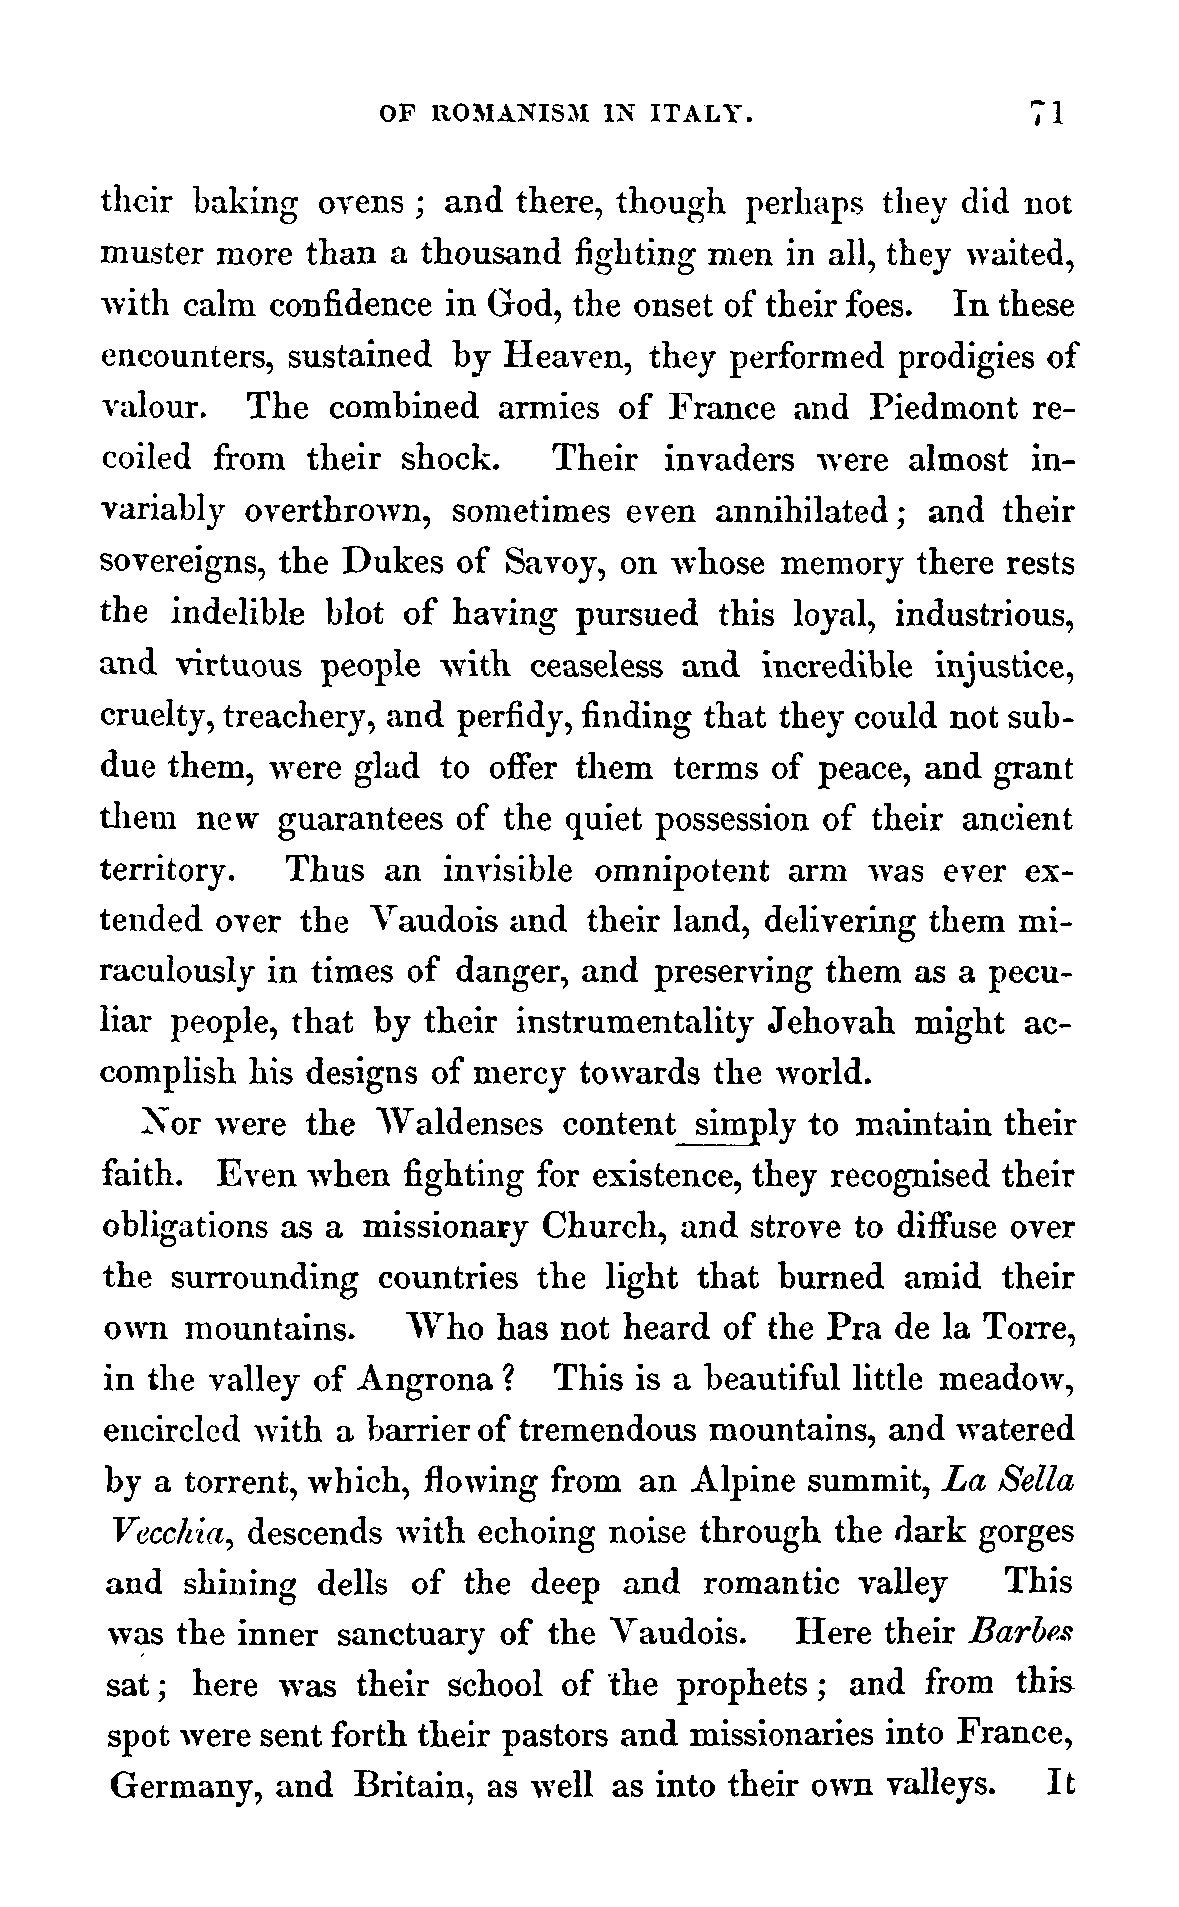 OF ROMANISM IN ITALY. 71
their baking ovens ; and there, though perhaps they did not
muster more than a thousand fighting men in all, they waited,
with calm confidence in God, the onset of their foes. In these
encounters, sustained by Heaven, they performed prodigies of
valour. The combined armies of France and Piedmont re-
coiled from their shock. Their invaders were almost in-
variably overthrown, sometimes even annihilated ; and their
sovereigns, the Dukes of Savoy, on whose memory there rests
the indelible blot of having pursued this loyal, industrious,
and virtuous people with ceaseless and incredible injustice,
cruelty, treachery, and perfidy, finding that they could not sub-
due them, were glad to offer them terms of peace, and grant
them new guarantees of the quiet possession of their ancient
territory. Thus an invisible omnipotent arm was ever ex-
tended over the Vaudois and their land, delivering them mi-
raculously in times of danger, and preserving them as a pecu-
liar people, that by their instrumentality Jehovah might ac-
complish his designs of mercy towards the world.
Nor were the Waldenses content simply to maintain their
faith. Even when fighting for existence, they recognised their
obligations as a missionary Church, and strove to diffuse over
the surrounding countries the light that burned amid their
own mountains. Who has not heard of the Pra de la Torre,
in the valley of Angrona ? This is a beautiful little meadow,
encircled with a barrier of tremendous mountains, and watered
by a torrent, which, flowing from an Alpine summit, La Sella
Vecchia, descends with echoing noise through the dark gorges
and shining dells of the deep and romantic valley This
was the inner sanctuary of the Vaudois. Here their Barbes
sat ; here was their school of the prophets ; and from this
spot were sent forth their pastors and missionaries into France,
Germany, and Britain, as well as into their own valleys. It